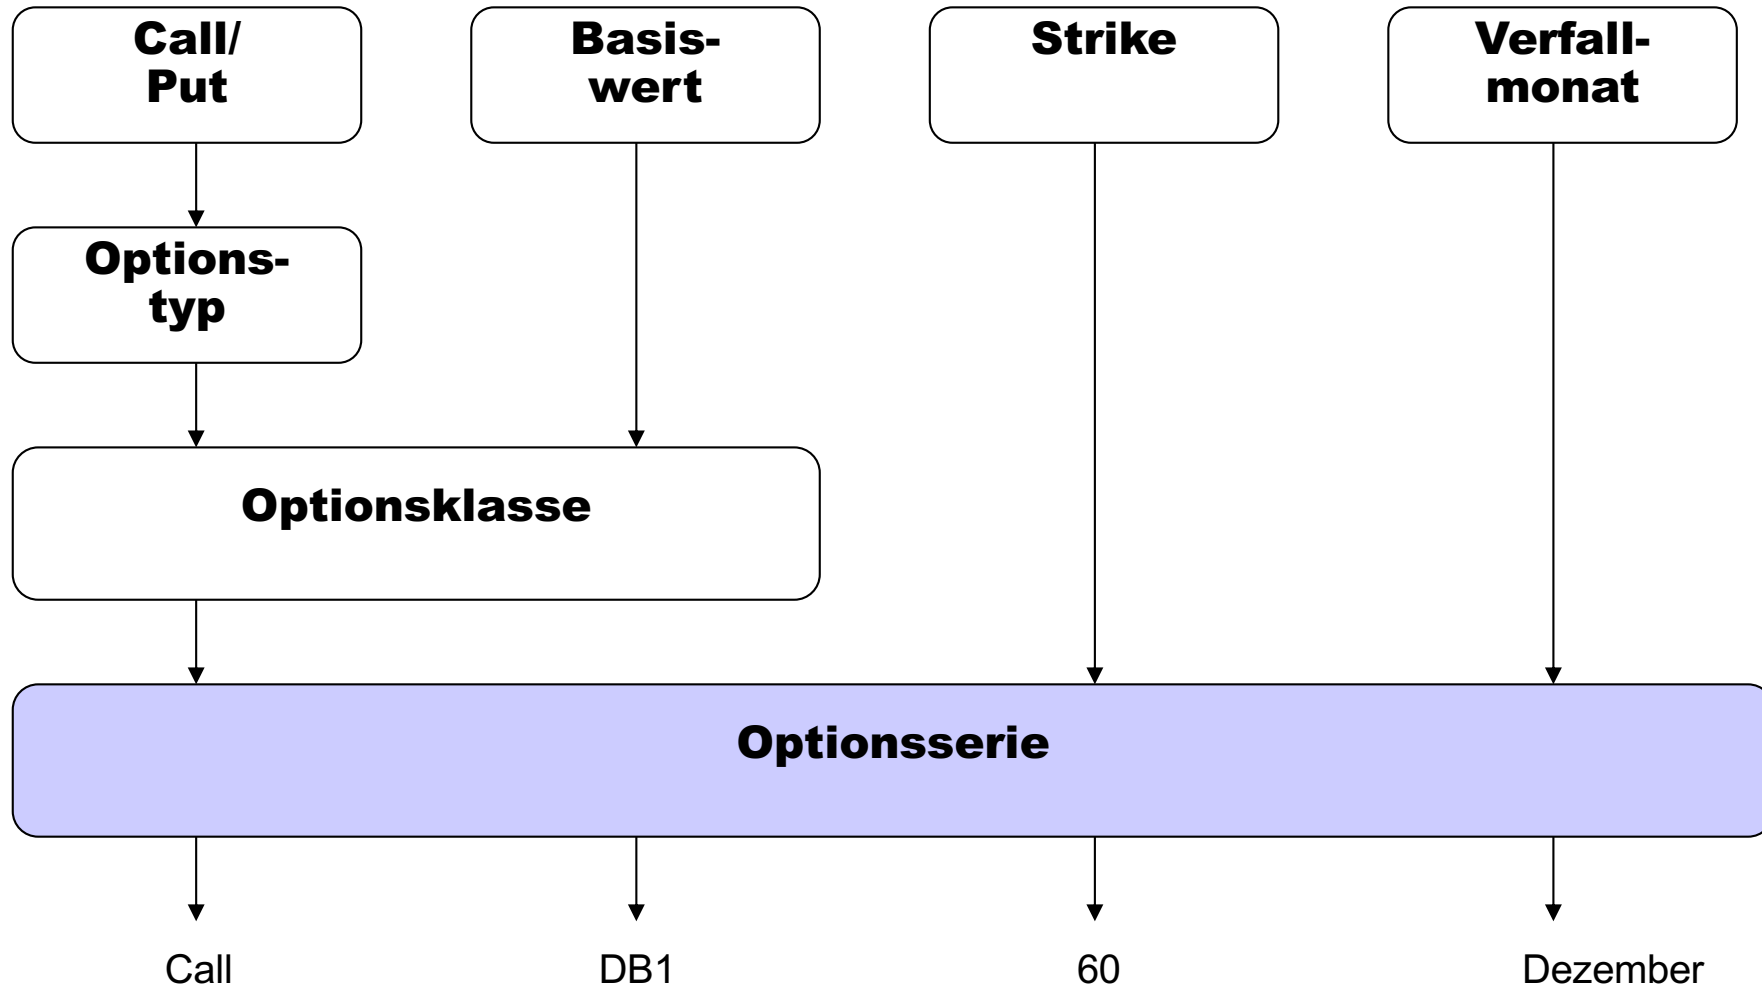 Call/
Put
Basis-
wert
Strike
Verfall-
monat
Options-
typ
Optionsklasse
Optionsserie
Call
DB1
60
Dezember